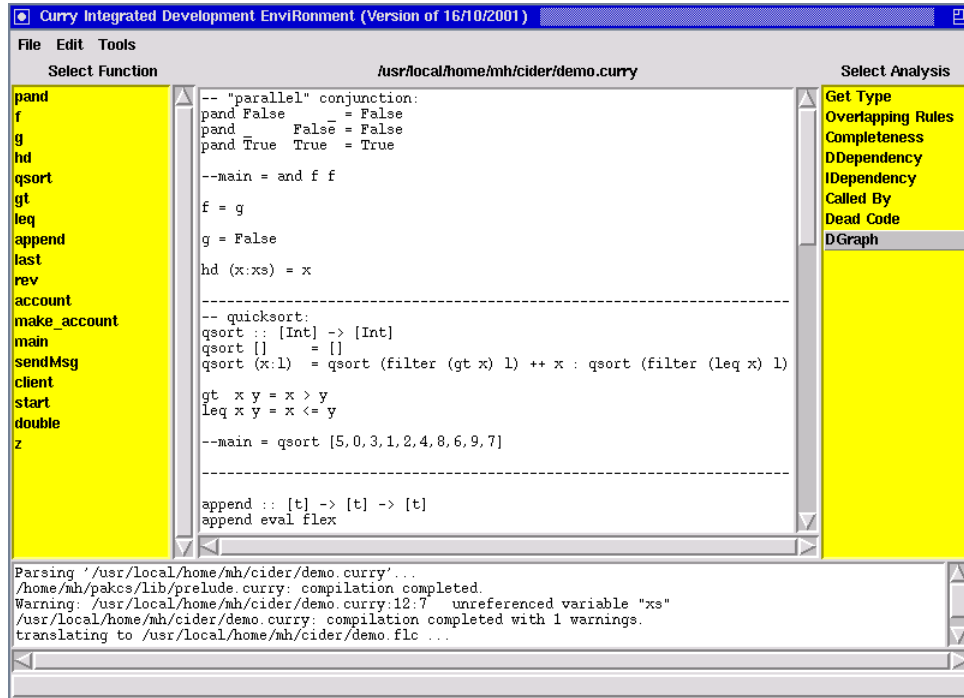 Curry Integrated Development EnviRonment (Version of 16/10/2001)
File Edit Tools
Select Function
/usr/local/home/mh/cider/demo.curry
Select Analysis
pand
f
g
hd
qsort
gt
leq
append
last
rev
account
make_account
main
sendMsg
client
start
double
z
-- "parallel" conjunction:
pand False     _ = False
pand _     False = False
pand True  True  = True
--main = and f f
f = g
g = False
hd (x:xs) = x
------------------------------------------------------------------------
-- quicksort:
qsort :: [Int] -> [Int]
qsort []     = []
qsort (x:l)  = qsort (filter (gt x) l) ++ x : qsort (filter (leq x) l)
gt  x y = x > y
leq x y = x <= y
--main = qsort [5,0,3,1,2,4,8,6,9,7]
------------------------------------------------------------------------
append :: [t] -> [t] -> [t]
append eval flex
Get Type
Overlapping Rules
Completeness
DDependency
IDependency
Called By
Dead Code
DGraph
Parsing '/usr/local/home/mh/cider/demo.curry'...
/home/mh/pakcs/lib/prelude.curry: compilation completed.
Warning: /usr/local/home/mh/cider/demo.curry:12:7   unreferenced variable "xs"
/usr/local/home/mh/cider/demo.curry: compilation completed with 1 warnings.
translating to /usr/local/home/mh/cider/demo.flc ...